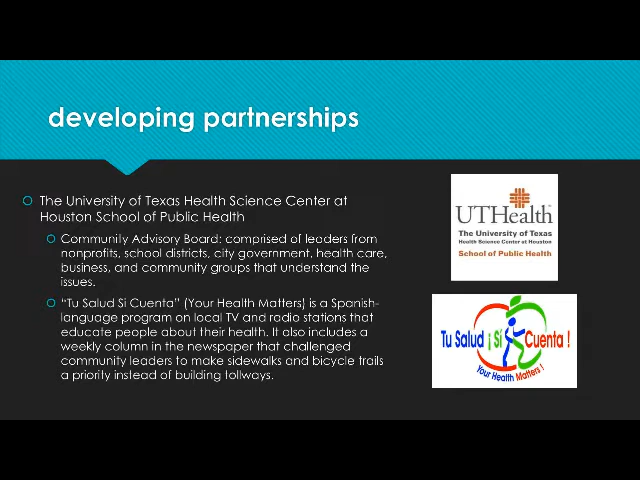 developing partnerships
The University of Texas Health Science Center at
Houston School of Public Health
Community Advisory Board: comprised of leaders from
nonprofits, school districts, city government, health care,
business, and community groups that understand the
issues.
“Tu Salud Si Cuenta” (Your Health Matters) is a Spanish-
language program on local TV and radio stations that
educate people about their health. It also includes a
weekly column in the newspaper that challenged
community leaders to make sidewalks and bicycle trails
a priority instead of building tollways.
UTHealth
The University of Texas
Health Science Center at Houston
School of Public Health
Tu Salud ¡Sí Cuenta!
Your Health Matters!